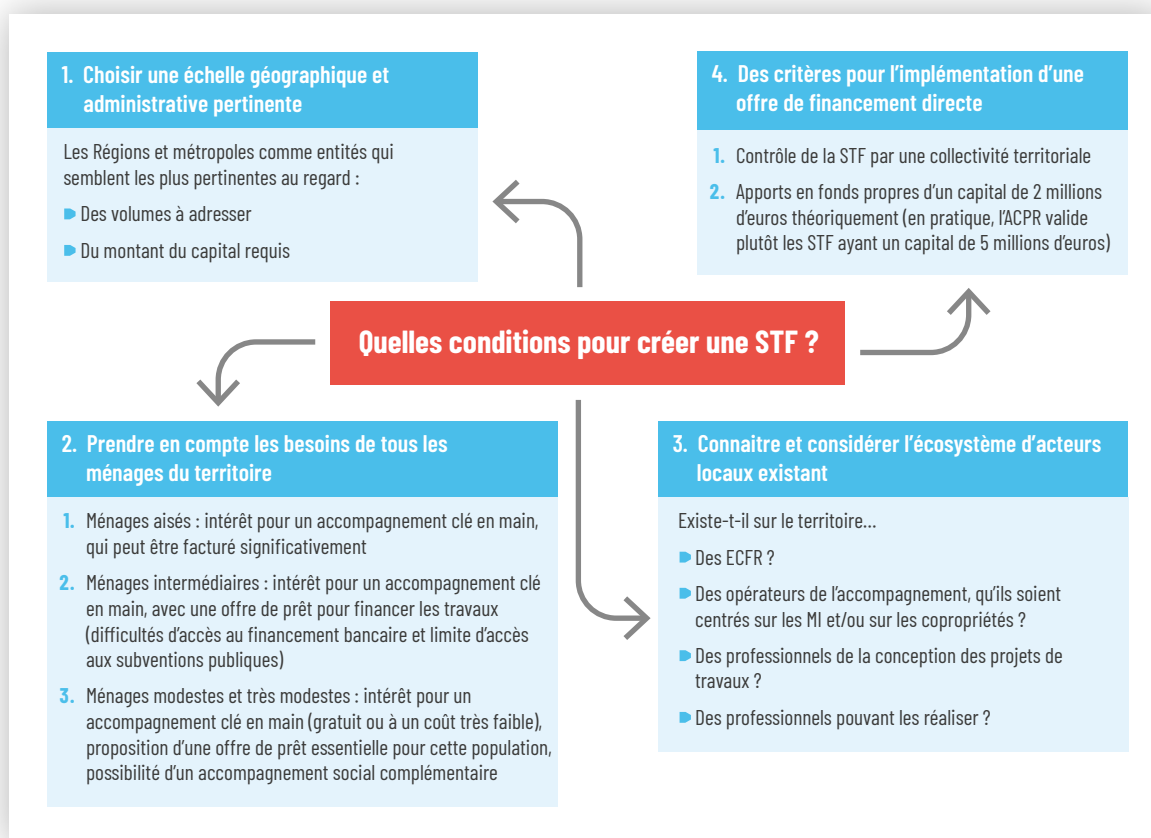 Quelles conditions pour créer une STF ?
1. Choisir une échelle géographique et
administrative pertinente
Les Régions et métropoles comme entités qui
semblent les plus pertinentes au regard :
Des volumes à adresser
Du montant du capital requis
2. Prendre en compte les besoins de tous les
ménages du territoire
1. Ménages aisés : intérêt pour un accompagnement clé en main,
qui peut être facturé significativement
2. Ménages intermédiaires : intérêt pour un accompagnement clé
en main, avec une offre de prêt pour financer les travaux
(difficultés d’accès au financement bancaire et limite d’accès
aux subventions publiques)
3. Ménages modestes et très modestes : intérêt pour un
accompagnement clé en main (gratuit ou à un coût très faible),
proposition d’une offre de prêt essentielle pour cette population,
possibilité d’un accompagnement social complémentaire
3. Connaitre et considérer l’écosystème d’acteurs
locaux existant
Existe-t-il sur le territoire…
Des ECFR ?
Des opérateurs de l’accompagnement, qu’ils soient
centrés sur les MI et/ou sur les copropriétés ?
Des professionnels de la conception des projets de
travaux ?
Des professionnels pouvant les réaliser ?
4. Des critères pour l’implémentation d’une
offre de financement directe
1. Contrôle de la STF par une collectivité territoriale
2. Apports en fonds propres d’un capital de 2 millions
d’euros théoriquement (en pratique, l’ACPR valide
plutôt les STF ayant un capital de 5 millions d’euros)